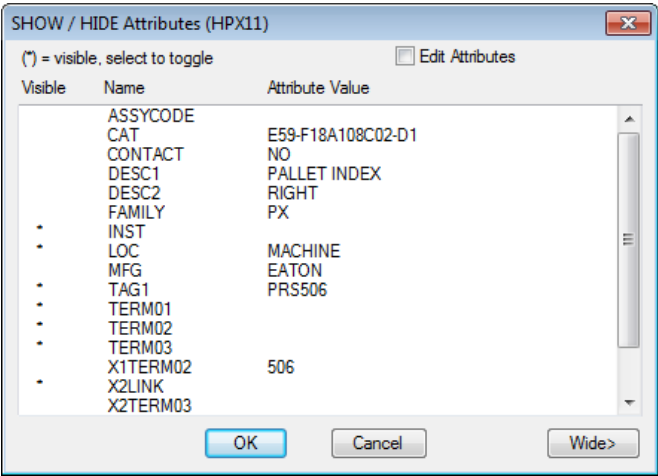 SHOW / HIDE Attributes (HPX11)
(*) = visible, select to toggle Edit Attributes
Visible Name Attribute Value
ASSYCODE
CAT E59-F18A108C02-D1
CONTACT NO
DESC1 PALLET INDEX
DESC2 RIGHT
FAMILY PX
* INST
* LOC MACHINE
MFG EATON
* TAG1 PRS506
* TERM01
* TERM02
* TERM03
X1TERM02 506
* X2LINK
X2TERM03
OK Cancel Wide>